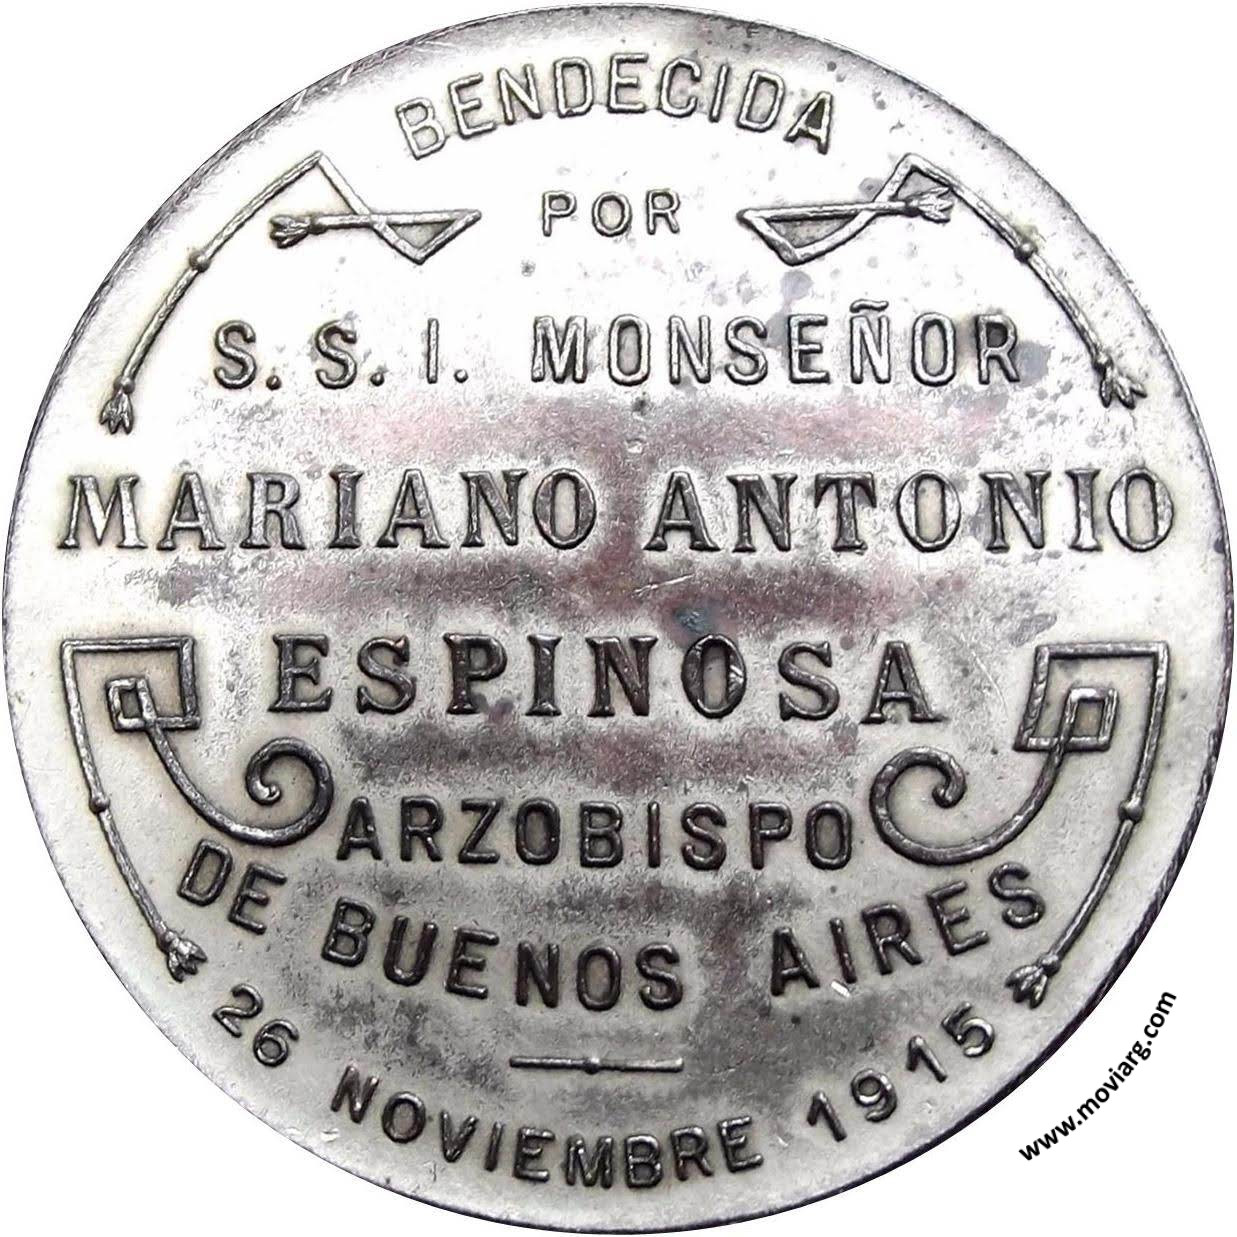 BENDECIDA
POR
S. S. I. MONSEÑOR
MARIANO ANTONIO
ESPINOSA
ARZOBISPO
DE BUENOS AIRES
26 NOVIEMBRE 1915
www.moviarg.com